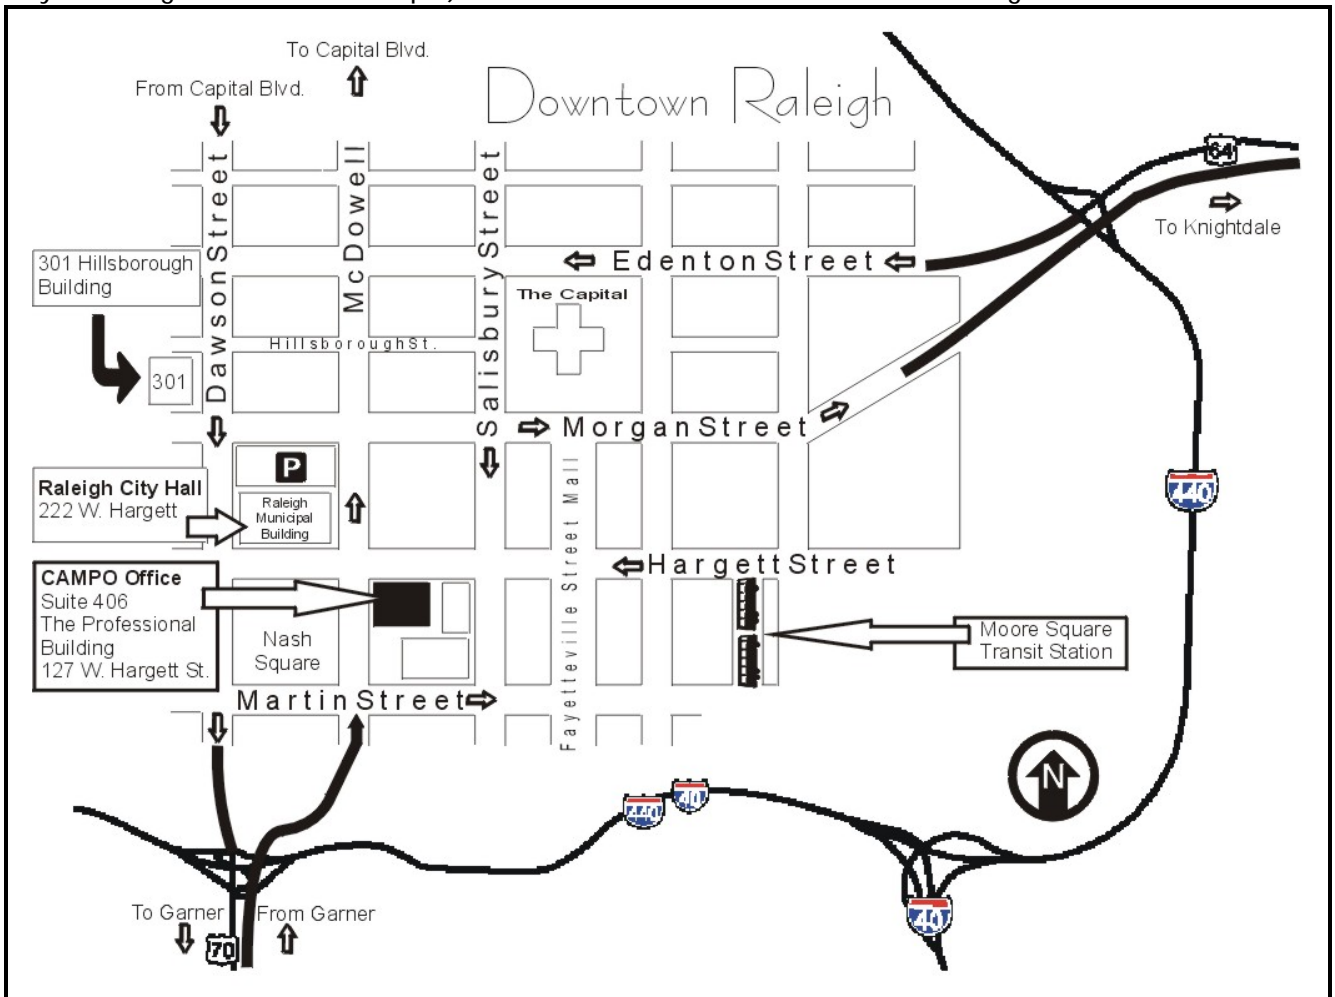 To Capital Blvd.
From Capital Blvd.
Downtown Raleigh
64
To Knightdale
Dawson Street
McDowell
Salisbury Street
Edenton Street
301 Hillsborough
Building
The Capital
Hillsborough St.
301
Morgan Street
P
Raleigh City Hall
222 W. Hargett
Raleigh
Municipal
Building
440
Fayetteville Street Mall
Hargett Street
CAMPO Office
Suite 406
The Professional
Building
127 W. Hargett St.
Nash
Square
Moore Square
Transit Station
Martin Street
N
440
40
40
To Garner
From Garner
70